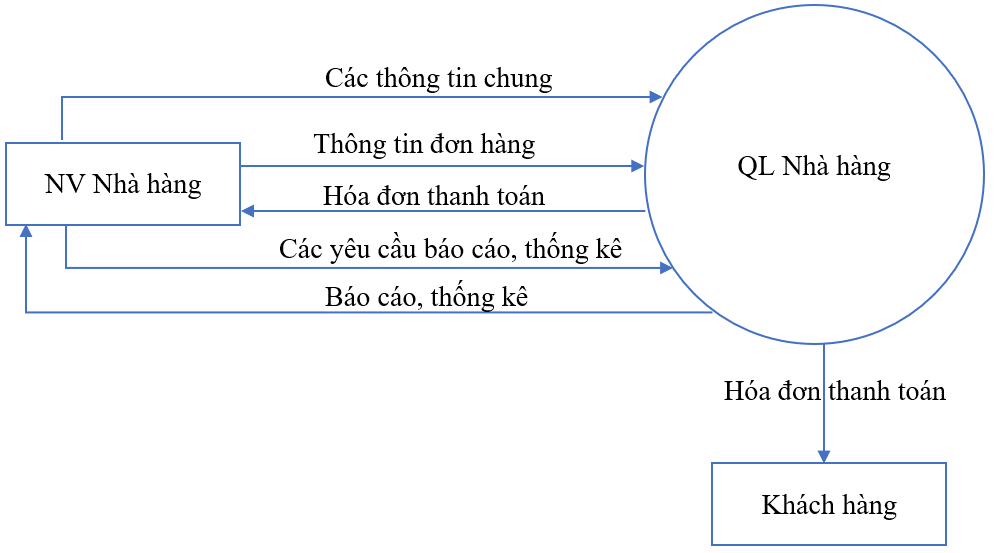 Các thông tin chung
Thông tin đơn hàng
QL Nhà hàng
NV Nhà hàng
Hóa đơn thanh toán
Các yêu cầu báo cáo, thống kê
Báo cáo, thống kê
Hóa đơn thanh toán
Khách hàng